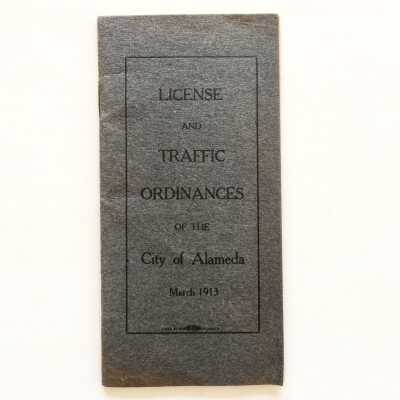 LICENSE
AND
TRAFFIC
ORDINANCES
OF THE
City of Alameda
March 1913